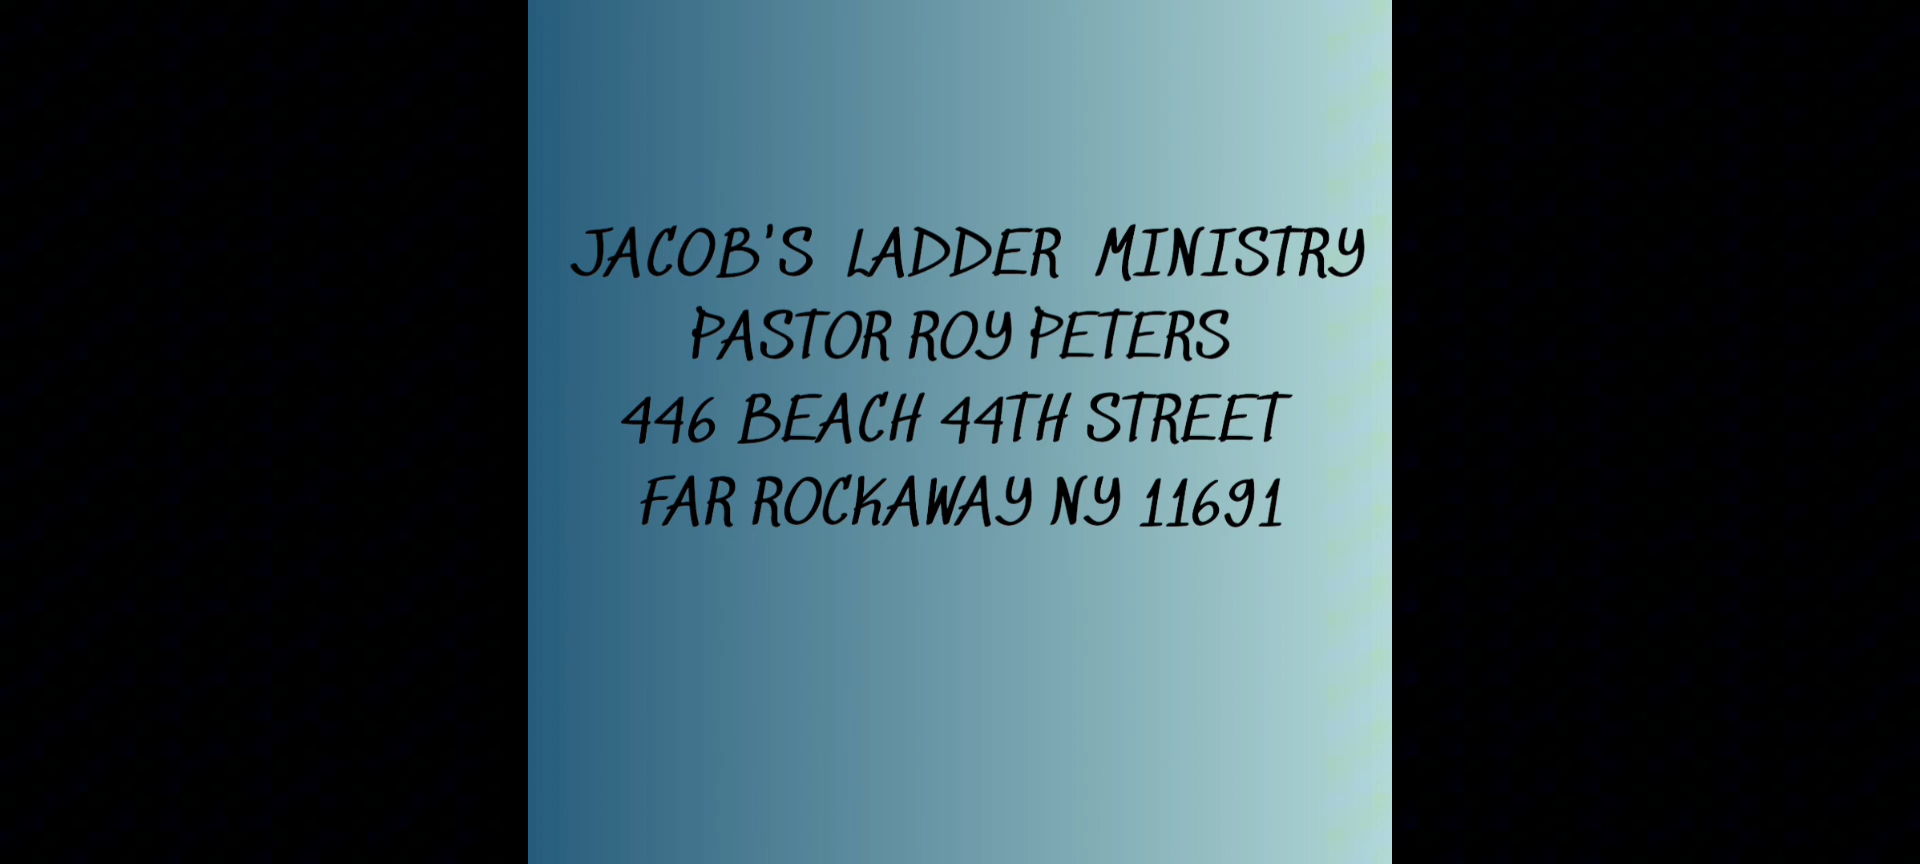 JACOB'S LADDER MINISTRY
PASTOR ROY PETERS
446 BEACH 44TH STREET
FAR ROCKAWAY NY 11691